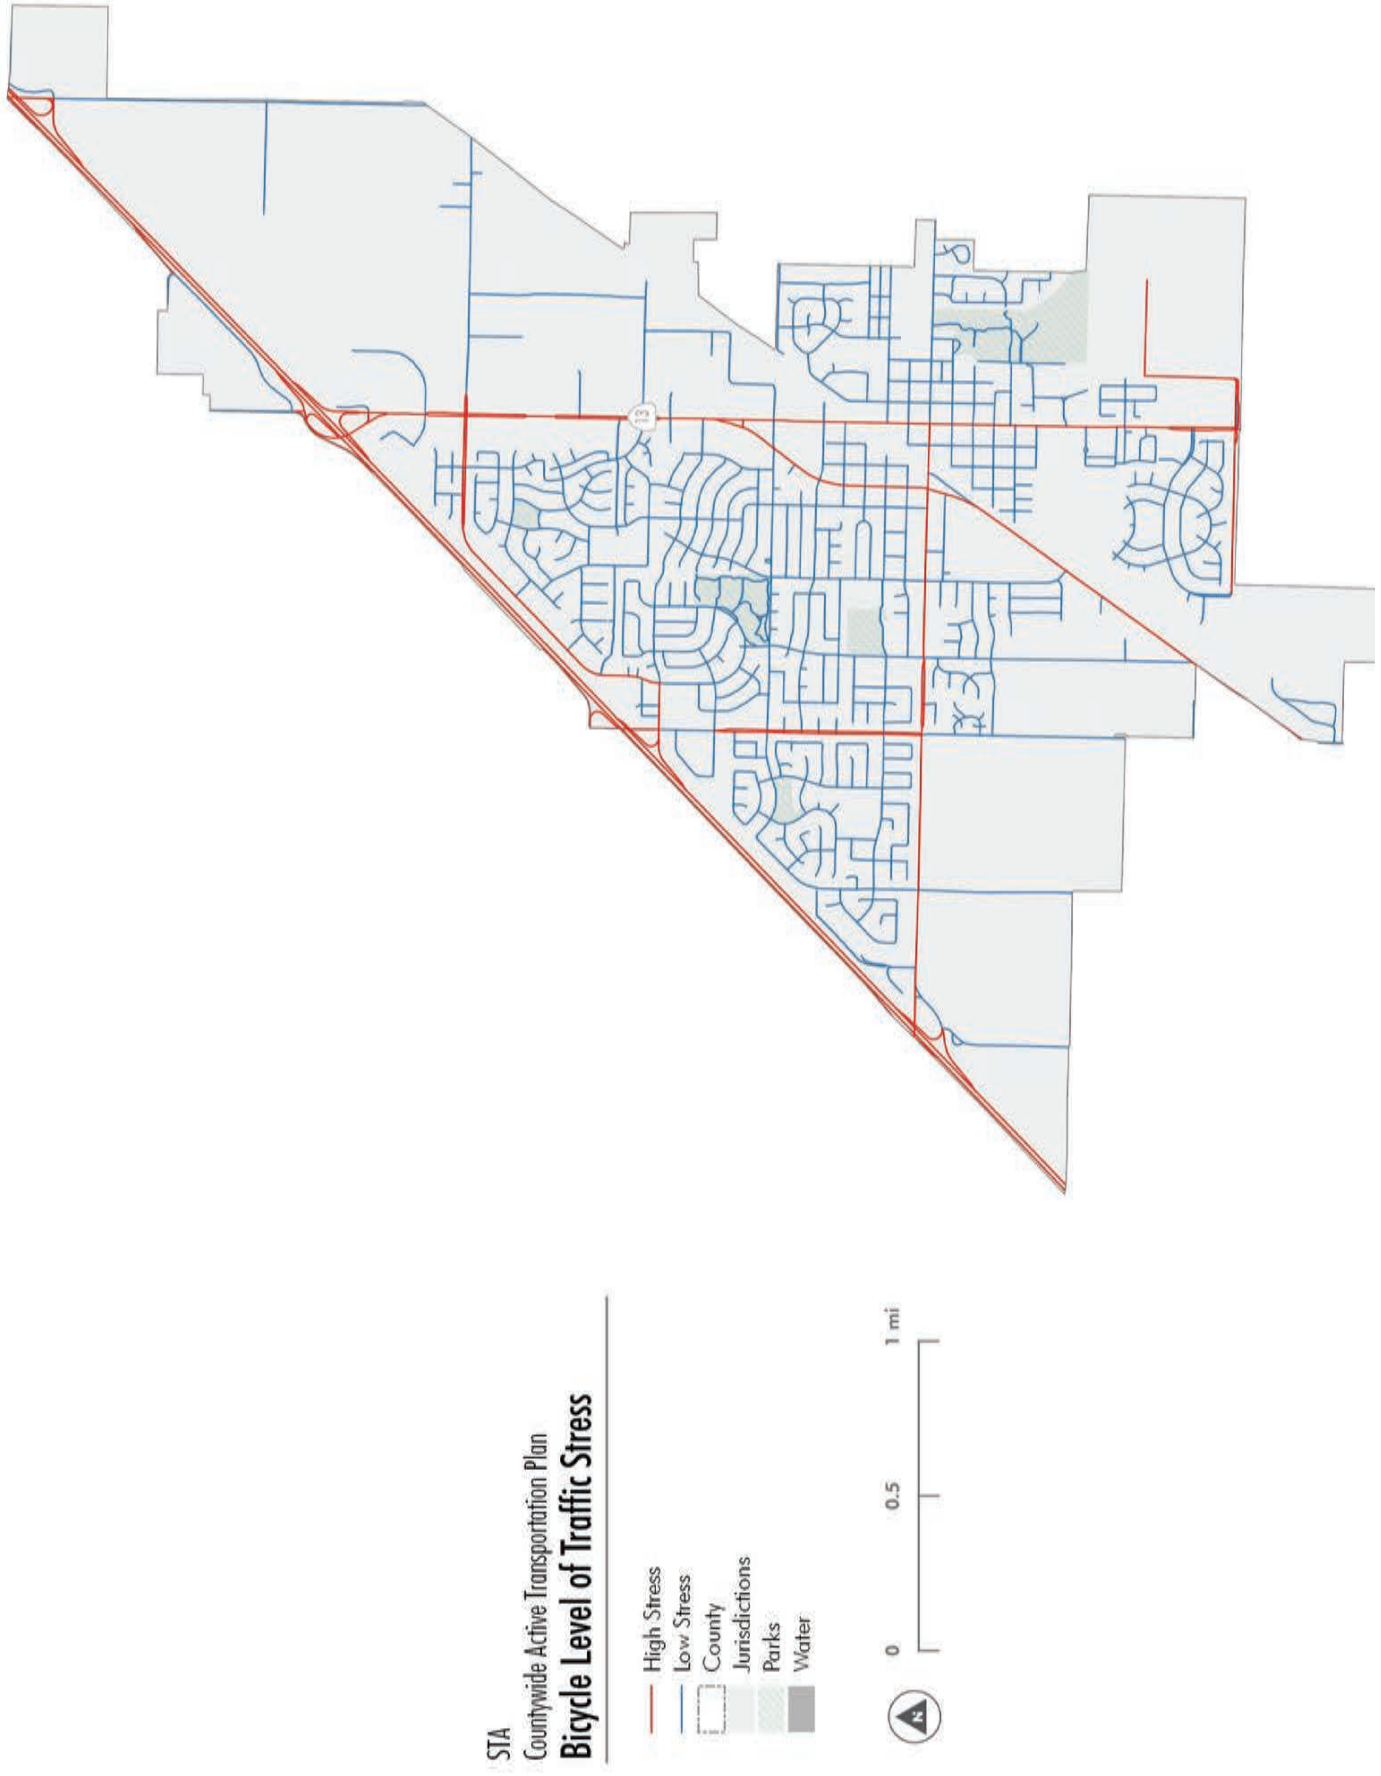 STA
Countywide Active Transportation Plan
Bicycle Level of Traffic Stress
High Stress
Low Stress
County
Jurisdictions
Parks
Water
N
0 0.5 1 mi
13